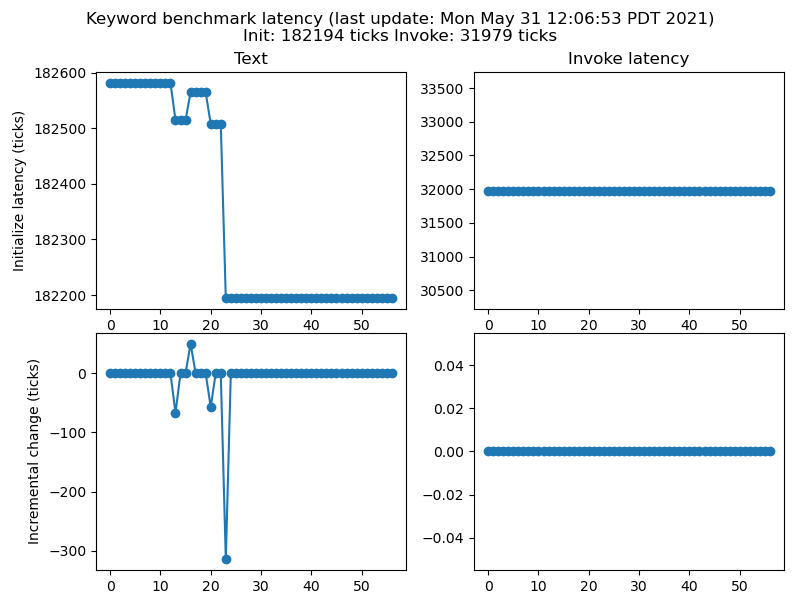 Keyword benchmark latency (last update: Mon May 31 12:06:53 PDT 2021)
Init: 182194 ticks Invoke: 31979 ticks
Text
Initialize latency (ticks)
182600
182500
182400
182300
182200
0 10 20 30 40 50
Invoke latency
33500
33000
32500
32000
31500
31000
30500
0 10 20 30 40 50
Incremental change (ticks)
0
−100
−200
−300
0 10 20 30 40 50
0.04
0.02
0.00
−0.02
−0.04
0 10 20 30 40 50